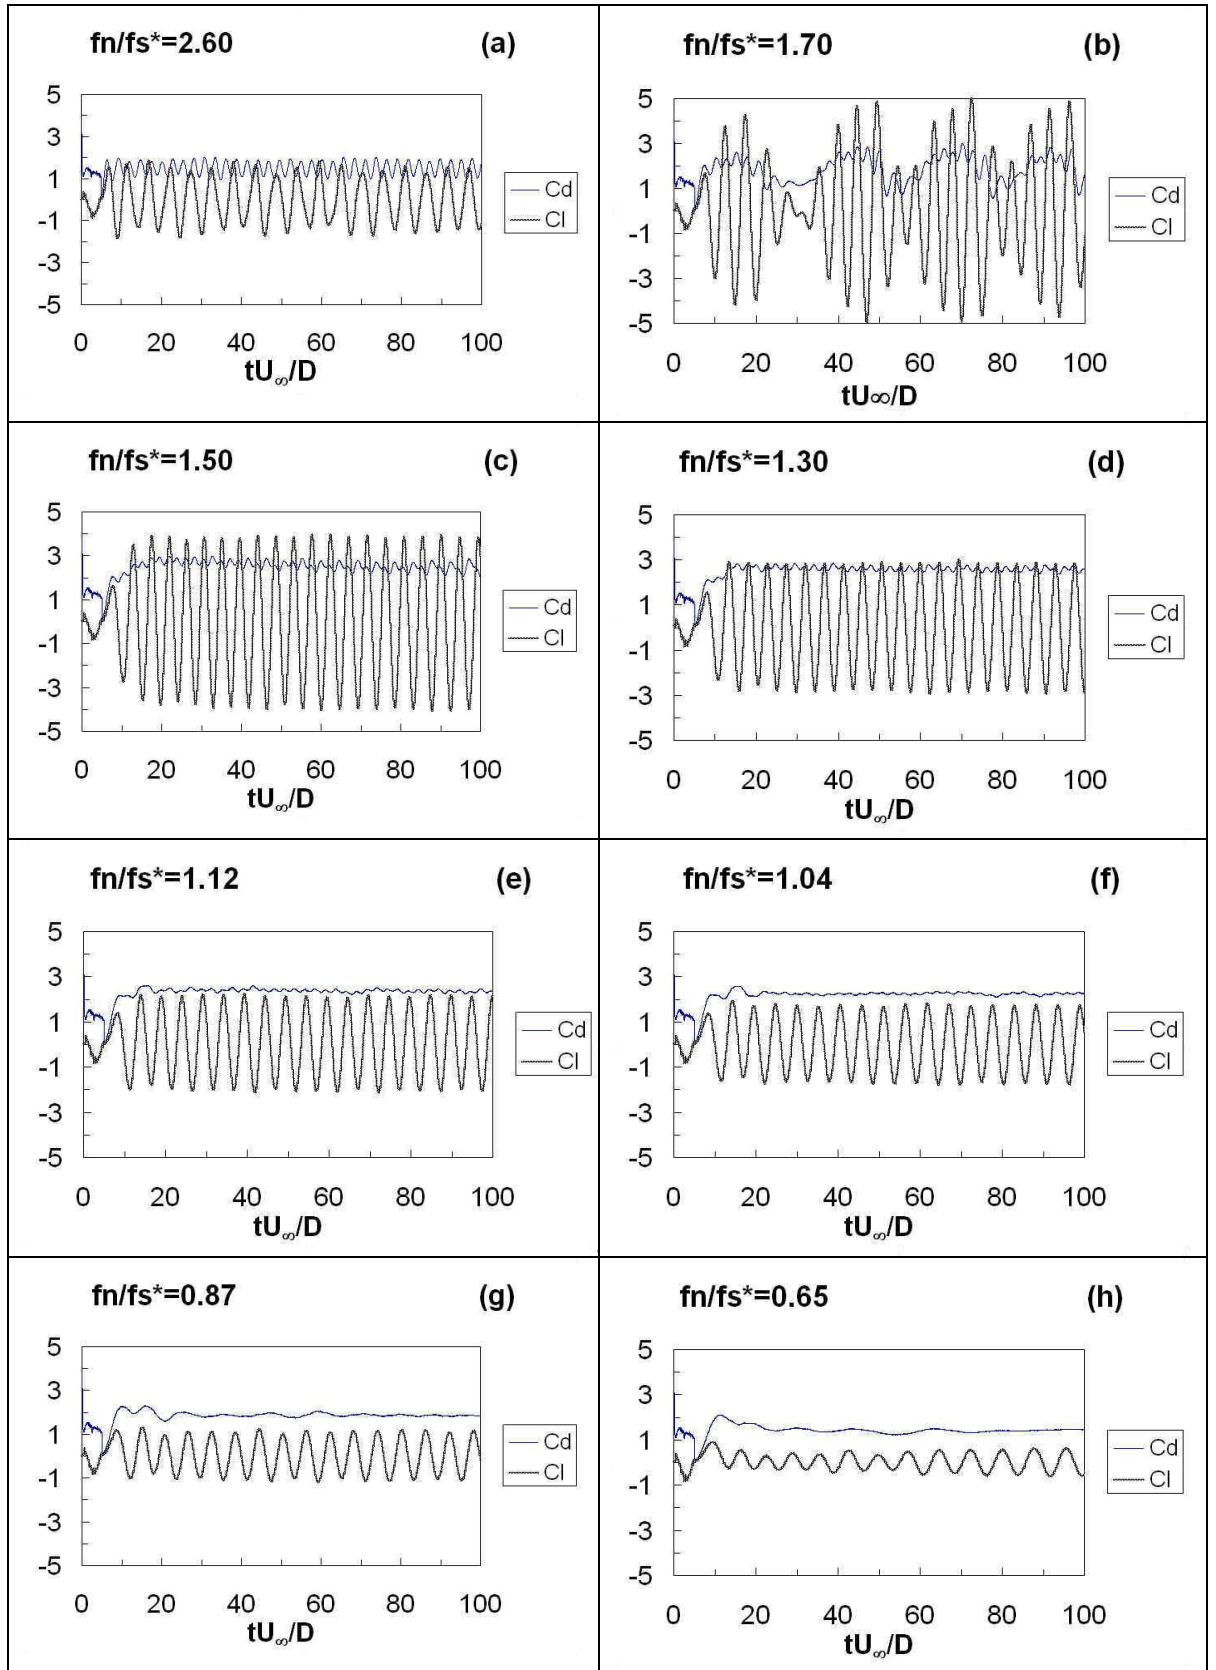 fn/fs*=2.60 (a)
5
3
1
-1
-3
-5
0 20 40 60 80 100
tU∞/D
Cd
Cl
fn/fs*=1.70 (b)
5
3
1
-1
-3
-5
0 20 40 60 80 100
tU∞/D
Cd
Cl
fn/fs*=1.50 (c)
5
3
1
-1
-3
-5
0 20 40 60 80 100
tU∞/D
Cd
Cl
fn/fs*=1.30 (d)
5
3
1
-1
-3
-5
0 20 40 60 80 100
tU∞/D
Cd
Cl
fn/fs*=1.12 (e)
5
3
1
-1
-3
-5
0 20 40 60 80 100
tU∞/D
Cd
Cl
fn/fs*=1.04 (f)
5
3
1
-1
-3
-5
0 20 40 60 80 100
tU∞/D
Cd
Cl
fn/fs*=0.87 (g)
5
3
1
-1
-3
-5
0 20 40 60 80 100
tU∞/D
Cd
Cl
fn/fs*=0.65 (h)
5
3
1
-1
-3
-5
0 20 40 60 80 100
tU∞/D
Cd
Cl